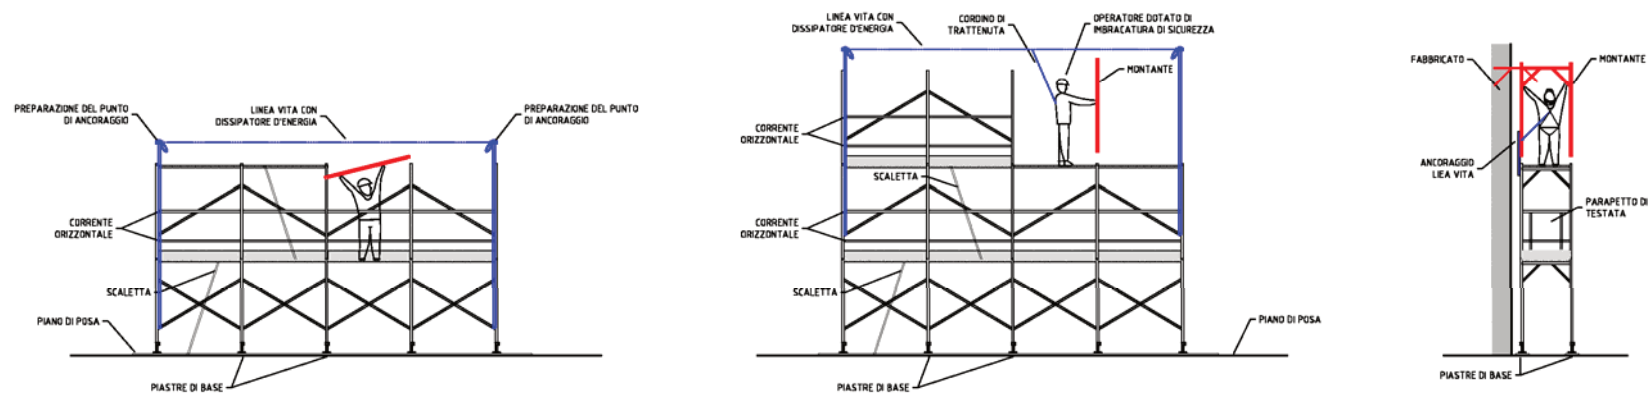 PREPARAZIONE DEL PUNTO
DI ANCORAGGIO
LINEA VITA CON
DISSIPATORE D'ENERGIA
PREPARAZIONE DEL PUNTO
DI ANCORAGGIO
CORRENTE
ORIZZONTALE
SCALETTA
PIANO DI POSA
PIASTRE DI BASE
LINEA VITA CON
DISSIPATORE D'ENERGIA
CORDINO DI
TRATTENUTA
OPERATORE DOTATO DI
IMBRACATURA DI SICUREZZA
MONTANTE
CORRENTE
ORIZZONTALE
SCALETTA
CORRENTE
ORIZZONTALE
SCALETTA
PIANO DI POSA
PIASTRE DI BASE
FABBRICATO
MONTANTE
ANCORAGGIO
LIEA VITA
PARAPETTO DI
TESTATA
PIASTRE DI BASE